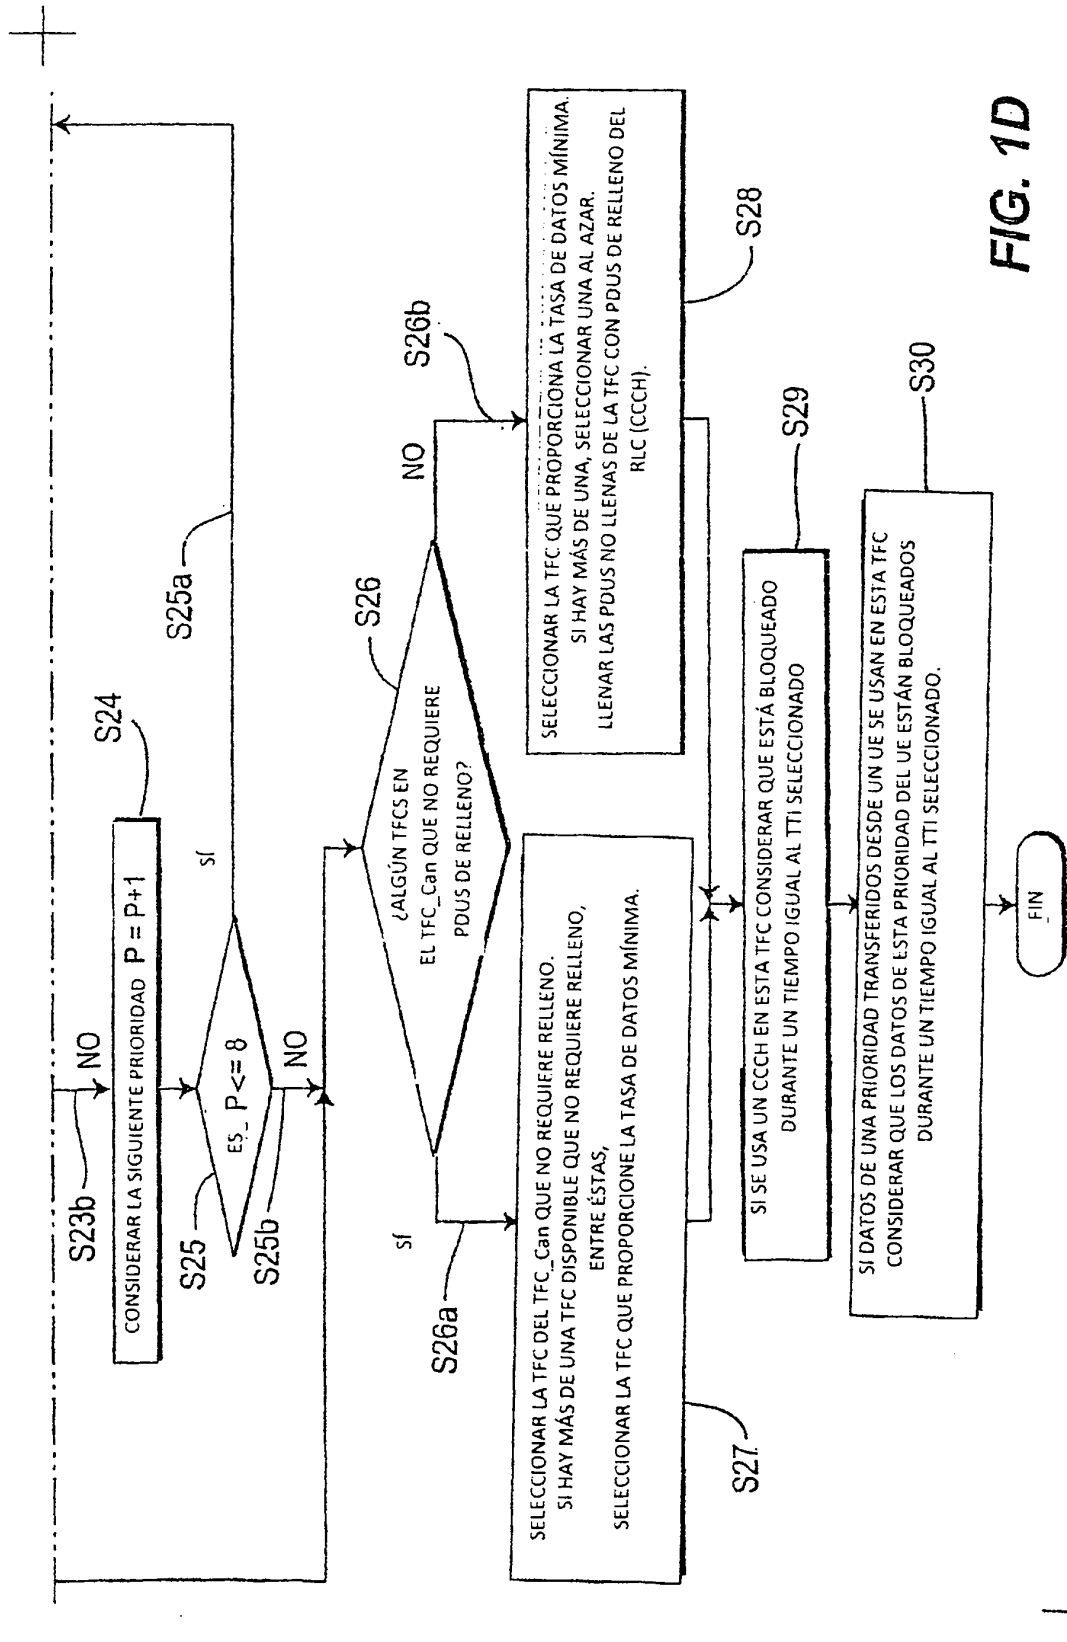 S23b
NO
S24
CONSIDERAR LA SIGUIENTE PRIORIDAD P = P+1
S25
ES_ P <= 8
SÍ
S25a
S25b
NO
S26
¿ALGÚN TFCS EN
EL TFC_Can QUE NO REQUIERE
PDUS DE RELLENO?
SÍ
S26a
NO
S26b
SELECCIONAR LA TFC DEL TFC_Can QUE NO REQUIERE RELLENO.
SI HAY MÁS DE UNA TFC DISPONIBLE QUE NO REQUIERE RELLENO,
ENTRE ÉSTAS,
SELECCIONAR LA TFC QUE PROPORCIONE LA TASA DE DATOS MÍNIMA.
S27
SELECCIONAR LA TFC QUE PROPORCIONA LA TASA DE DATOS MÍNIMA.
SI HAY MÁS DE UNA, SELECCIONAR UNA AL AZAR.
LLENAR LAS PDUS NO LLENAS DE LA TFC CON PDUS DE RELLENO DEL
RLC (CCCH).
S28
SI SE USA UN CCCH EN ESTA TFC CONSIDERAR QUE ESTÁ BLOQUEADO
DURANTE UN TIEMPO IGUAL AL TTI SELECCIONADO
S29
SI DATOS DE UNA PRIORIDAD TRANSFERIDOS DESDE UN UE SE USAN EN ESTA TFC
CONSIDERAR QUE LOS DATOS DE ESTA PRIORIDAD DEL UE ESTÁN BLOQUEADOS
DURANTE UN TIEMPO IGUAL AL TTI SELECCIONADO.
S30
FIN
FIG. 1D